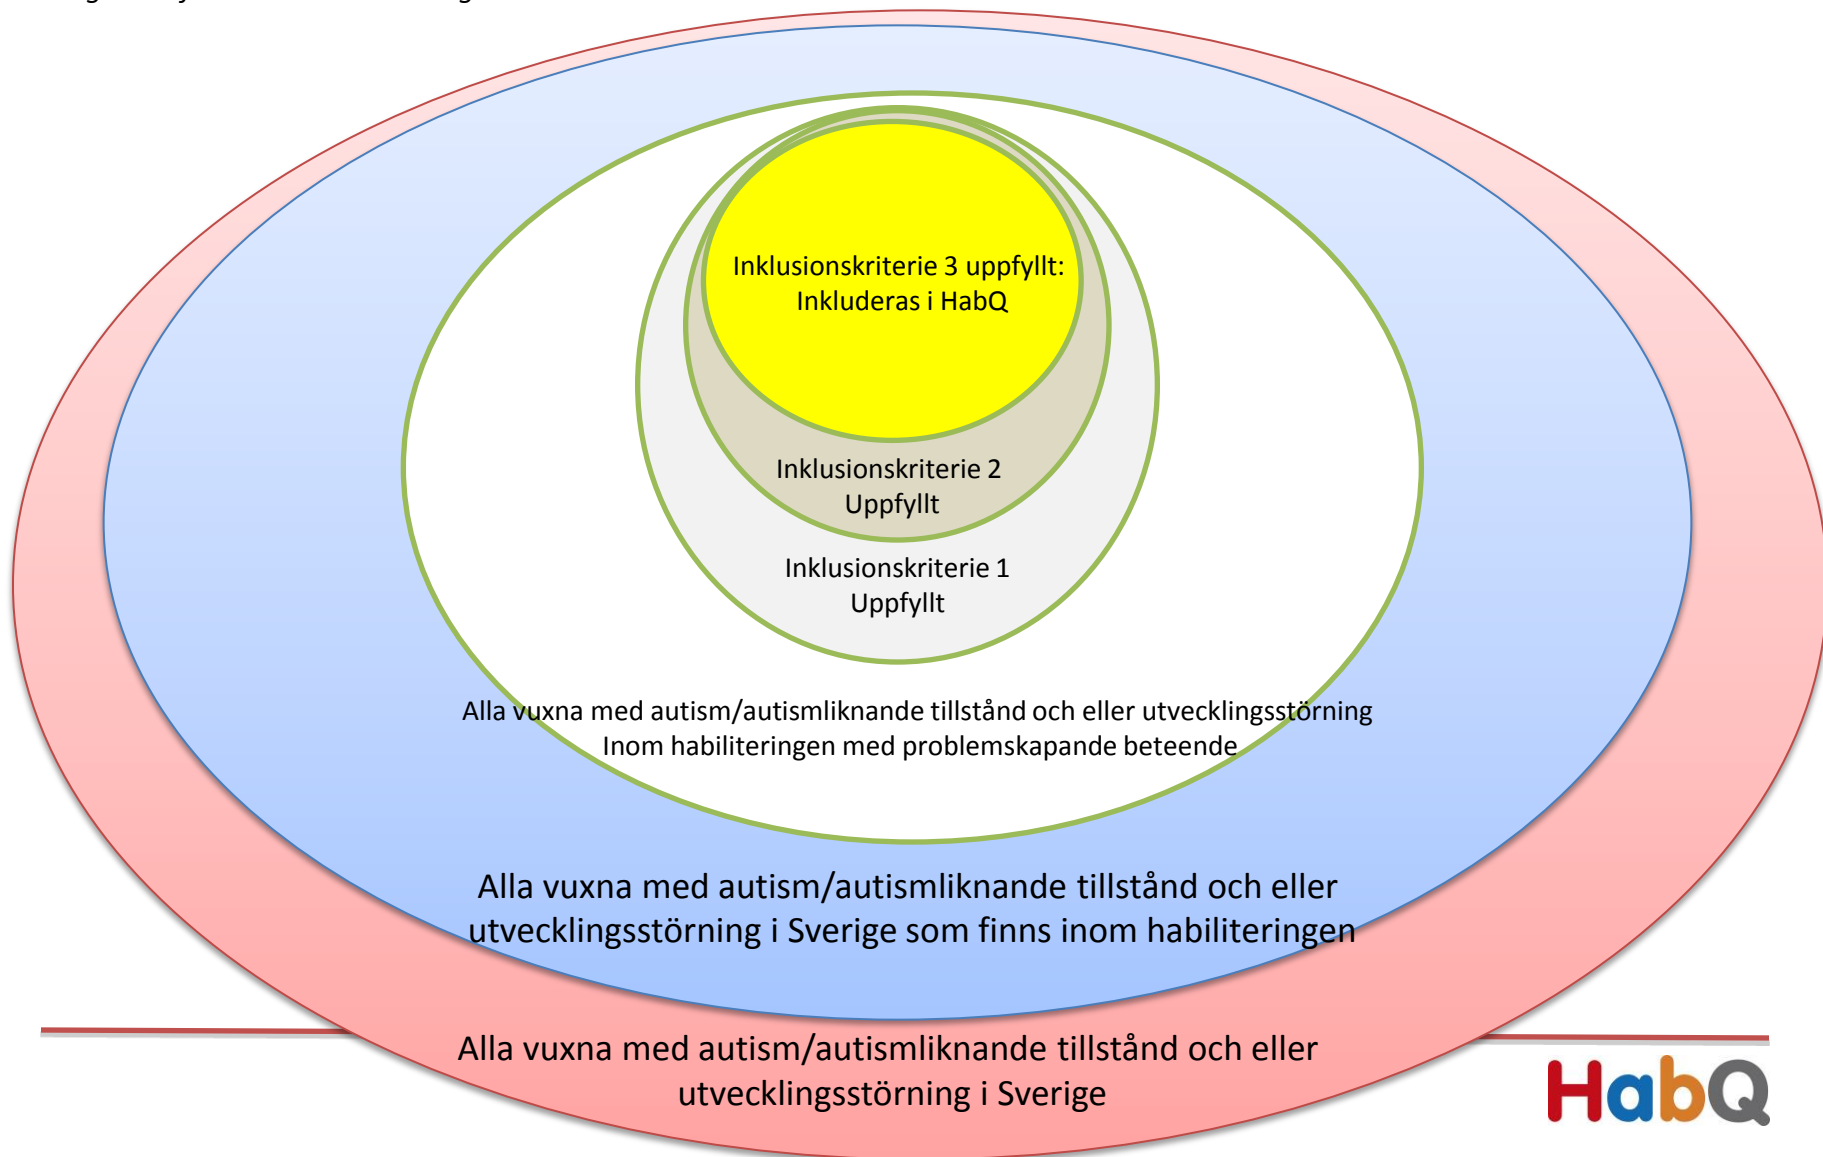 Inklusionskriterie 3 uppfyllt:
Inkluderas i HabQ
Inklusionskriterie 2
Uppfyllt
Inklusionskriterie 1
Uppfyllt
Alla vuxna med autism/autismliknande tillstånd och eller utvecklingsstörning
Inom habiliteringen med problemskapande beteende
Alla vuxna med autism/autismliknande tillstånd och eller
utvecklingsstörning i Sverige som finns inom habiliteringen
Alla vuxna med autism/autismliknande tillstånd och eller
utvecklingsstörning i Sverige
HabQ